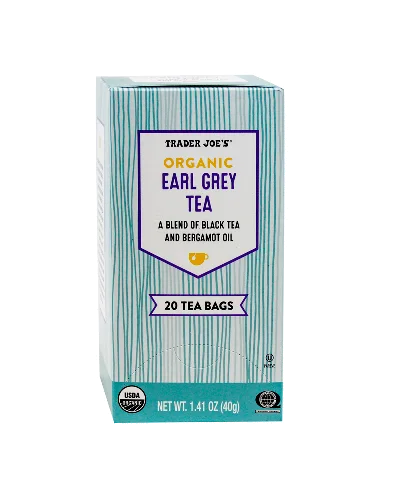 TRADER JOE'S
ORGANIC
EARL GREY
TEA
A BLEND OF BLACK TEA
AND BERGAMOT OIL
20 TEA BAGS
USDA
ORGANIC
NET WT. 1.41 OZ (40g)